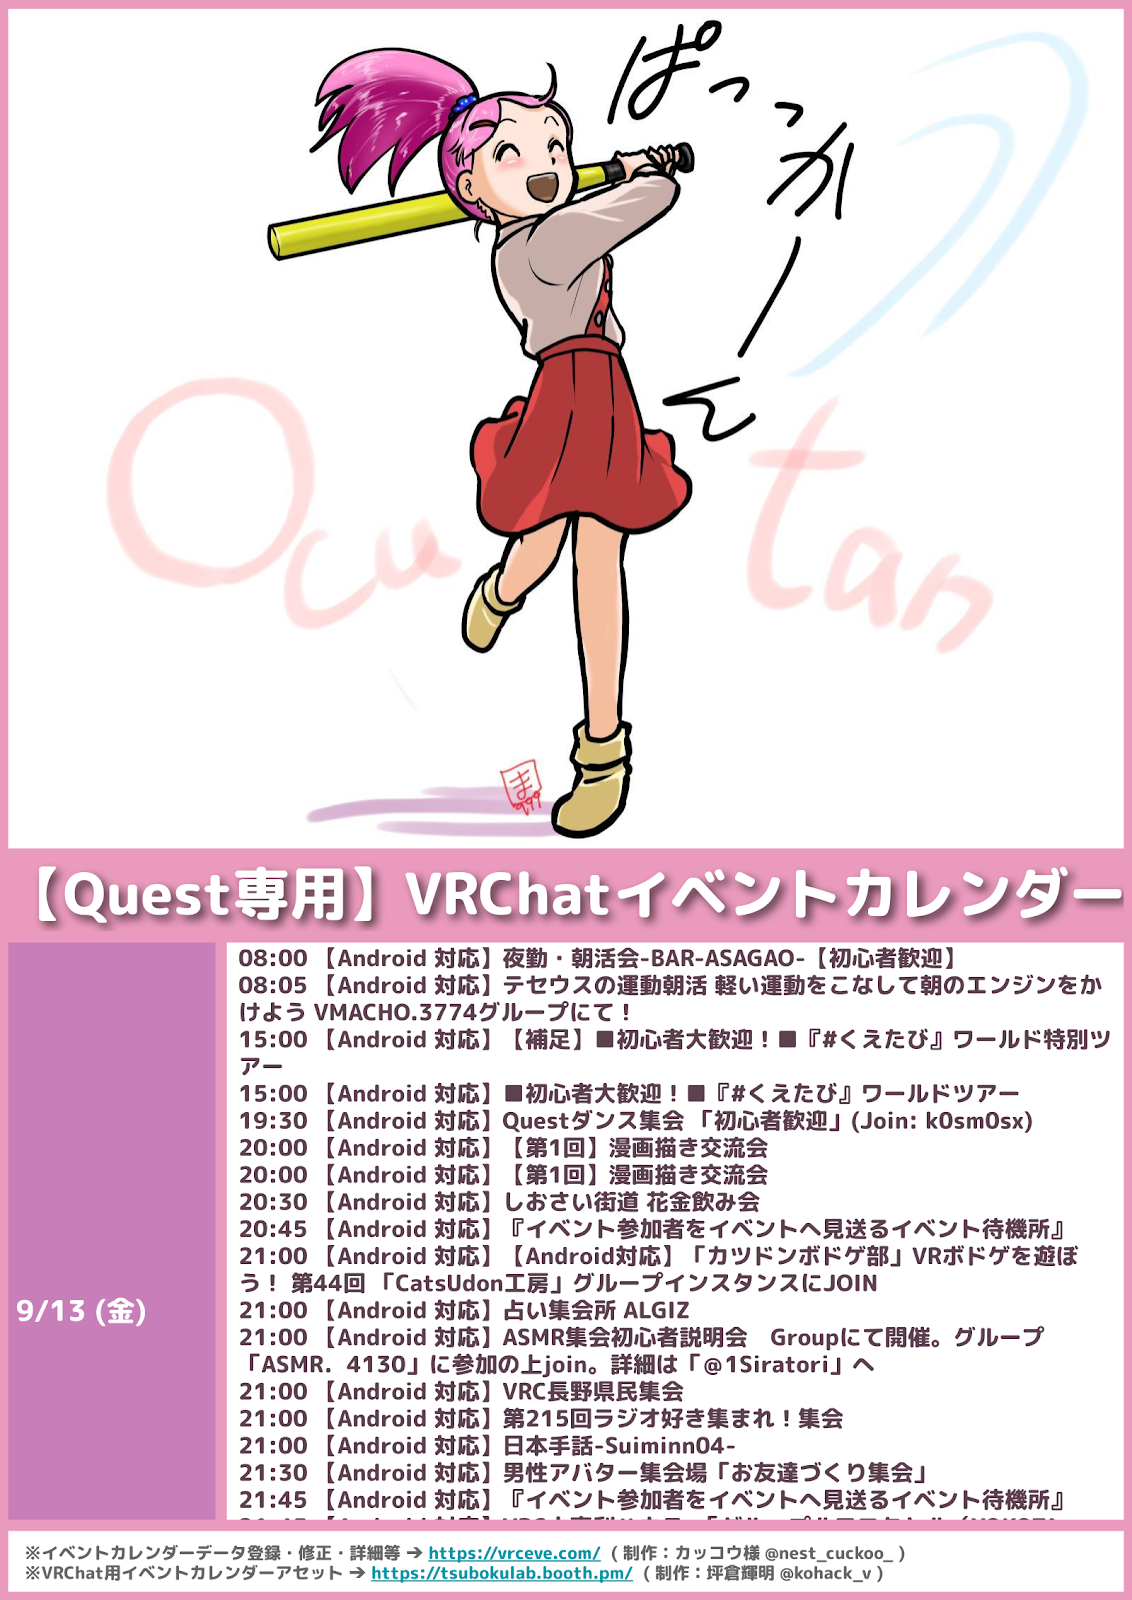 ぱっっかーん
Ocutan
ま
999
【Quest専用】VRChatイベントカレンダー
9/13 (金)
08:00 【Android 対応】夜勤・朝活会-BAR-ASAGAO-【初心者歓迎】
08:05 【Android 対応】テセウスの運動朝活 軽い運動をこなして朝のエンジンをか
けよう VMACHO.3774グループにて！
15:00 【Android 対応】【補足】■初心者大歓迎！■『#くえたび』ワールド特別ツ
アー
15:00 【Android 対応】■初心者大歓迎！■『#くえたび』ワールドツアー
19:30 【Android 対応】Questダンス集会 「初心者歓迎」(Join: k0sm0sx)
20:00 【Android 対応】【第1回】漫画描き交流会
20:00 【Android 対応】【第1回】漫画描き交流会
20:30 【Android 対応】しおさい街道 花金飲み会
20:45 【Android 対応】『イベント参加者をイベントへ見送るイベント待機所』
21:00 【Android 対応】【Android対応】「カツドンボドゲ部」VRボドゲを遊ぼ
う！ 第44回 「CatsUdon工房」グループインスタンスにJOIN
21:00 【Android 対応】占い集会所 ALGIZ
21:00 【Android 対応】ASMR集会初心者説明会　Groupにて開催。グループ
「ASMR．4130」に参加の上join。詳細は「@1Siratori」へ
21:00 【Android 対応】VRC長野県民集会
21:00 【Android 対応】第215回ラジオ好き集まれ！集会
21:00 【Android 対応】日本手話-Suiminn04-
21:30 【Android 対応】男性アバター集会場「お友達づくり集会」
21:45 【Android 対応】『イベント参加者をイベントへ見送るイベント待機所』
※イベントカレンダーデータ登録・修正・詳細等 → https://vrceve.com/ ( 制作：カッコウ様 @nest_cuckoo_ )
※VRChat用イベントカレンダーアセット → https://tsubokulab.booth.pm/ ( 制作：坪倉輝明 @kohack_v )